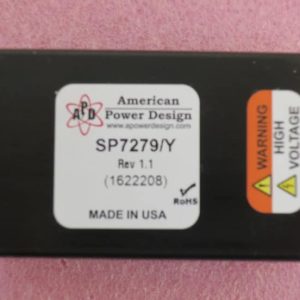 APD
American
Power Design
www.apowerdesign.com
SP7279/Y
Rev 1.1
(1622208)
RoHS
MADE IN USA
WARNING
HIGH
VOLTAGE